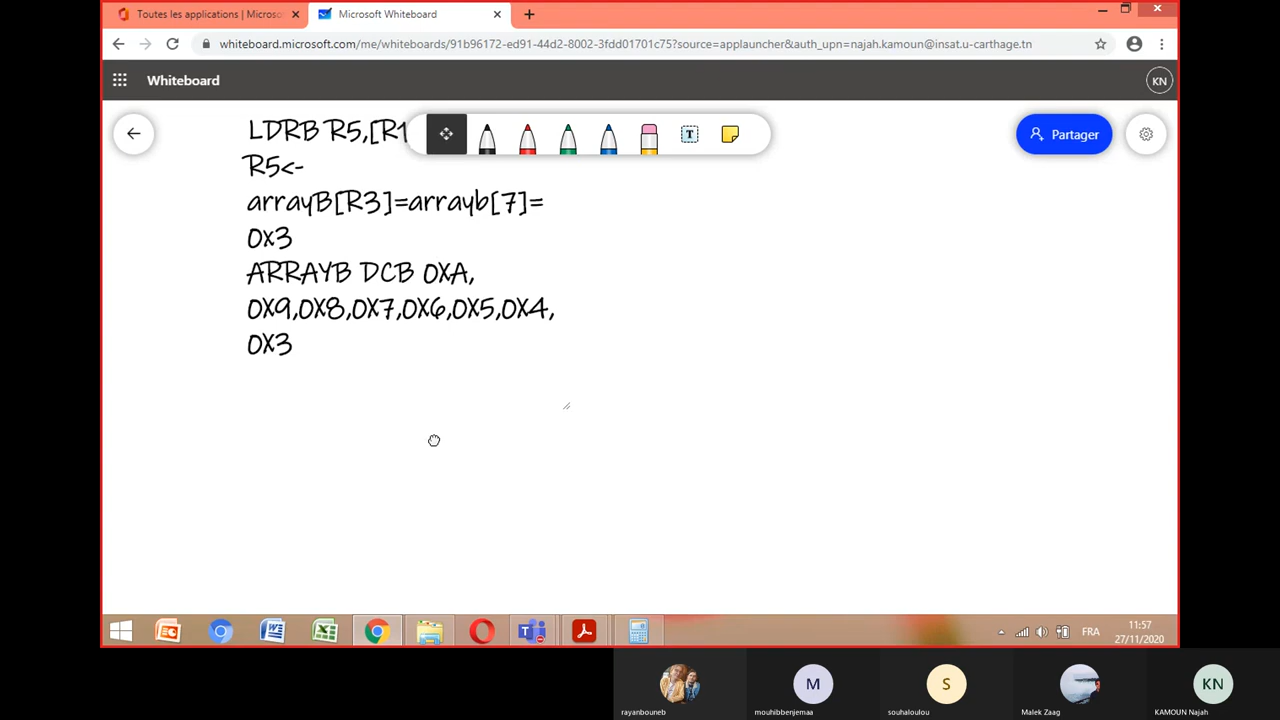 Toutes les applications | Microso
Microsoft Whiteboard
whiteboard.microsoft.com/me/whiteboards/91b96172-ed91-44d2-8002-3fdd01701c75?source=applauncher&auth_upn=najah.kamoun@insat.u-carthage.tn
Whiteboard
KN
LDRB R5,[R1
T
Partager
R5<-
arrayB[R3]=arrayb[7]=
0x3
ARRAYB DCB 0XA,
0X9,0X8,0X7,0X6,0X5,0X4,
0X3
FRA
11:57
27/11/2020
M
S
KN
rayanbouneb
mouhibbenjemaa
souhaloulou
Malek Zaag
KAMOUN Najah